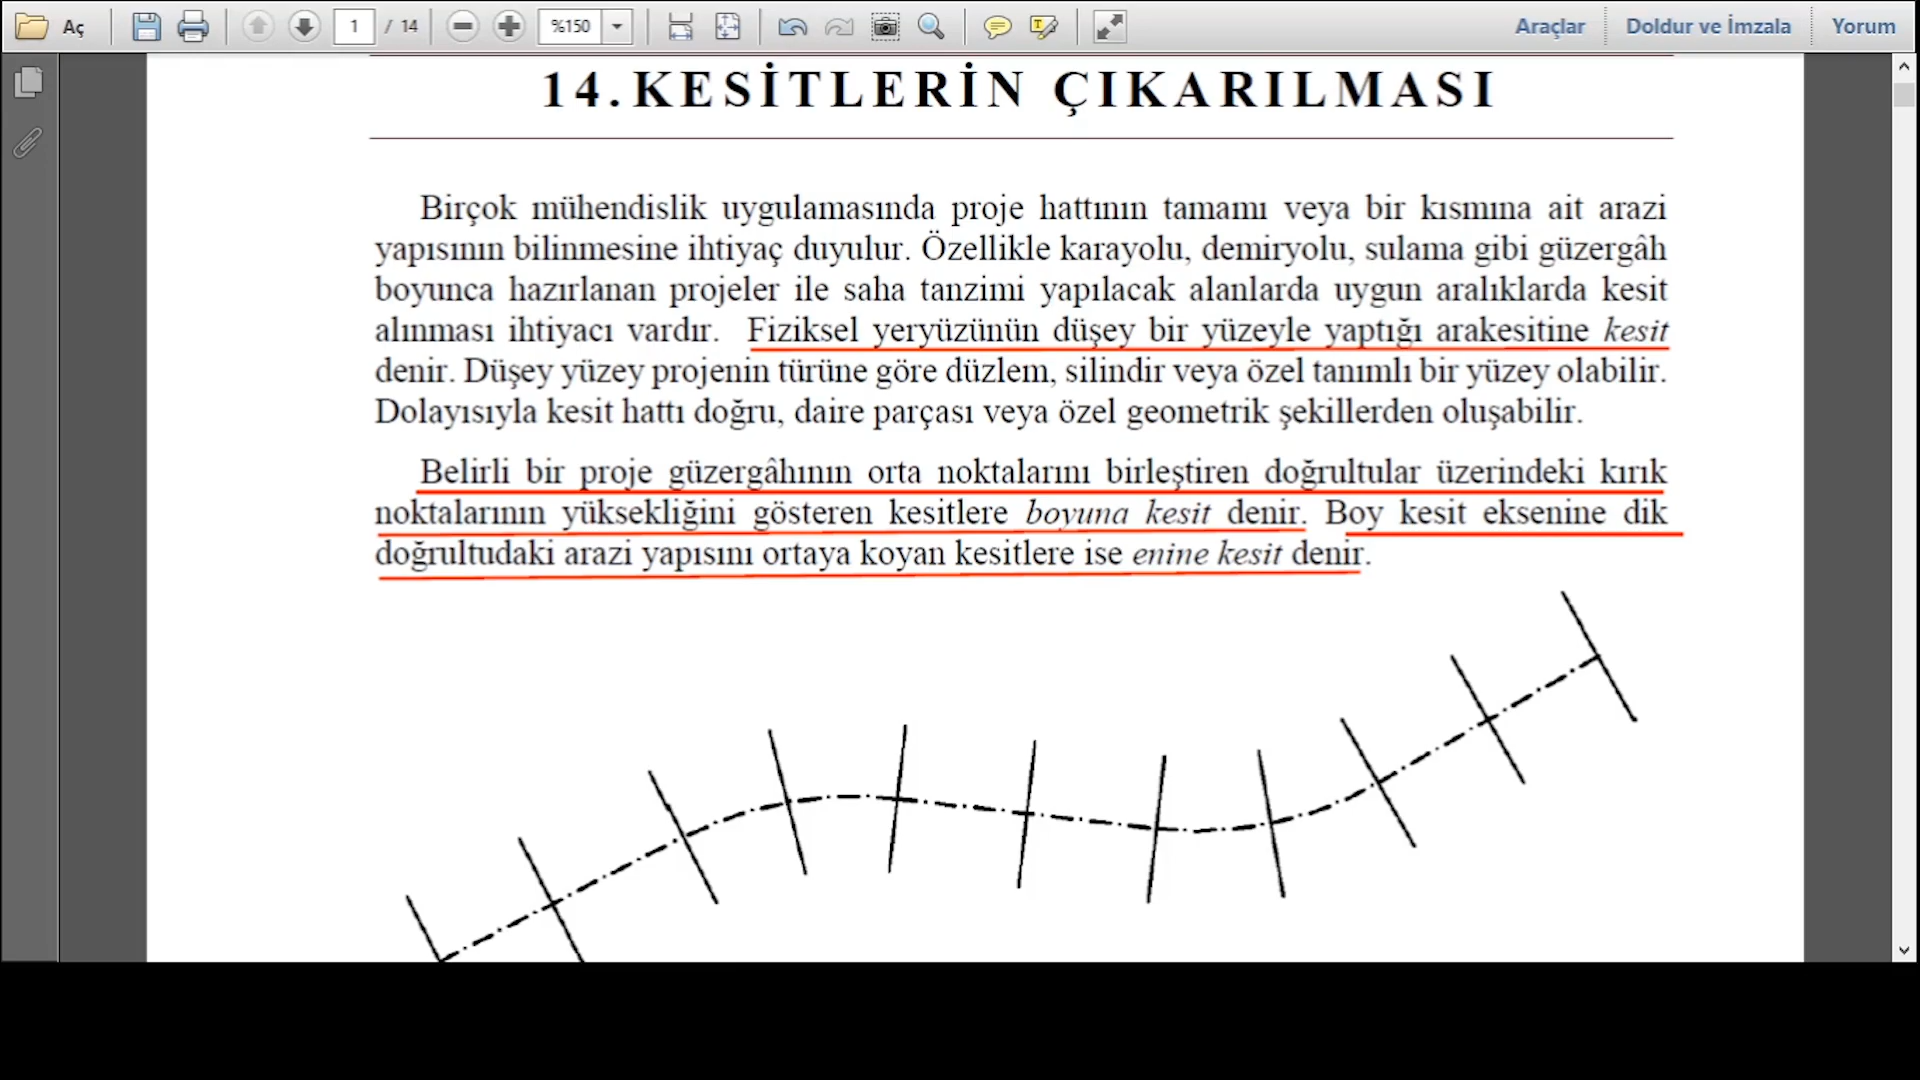 Aç
1 / 14
%150
Araçlar
Doldur ve İmzala
Yorum
14.KESİTLERİN ÇIKARILMASI
Birçok mühendislik uygulamasında proje hattının tamamı veya bir kısmına ait arazi
yapısının bilinmesine ihtiyaç duyulur. Özellikle karayolu, demiryolu, sulama gibi güzergâh
boyunca hazırlanan projeler ile saha tanzimi yapılacak alanlarda uygun aralıklarda kesit
alınması ihtiyacı vardır. Fiziksel yeryüzünün düşey bir yüzeyle yaptığı arakesitine kesit
denir. Düşey yüzey projenin türüne göre düzlem, silindir veya özel tanımlı bir yüzey olabilir.
Dolayısıyla kesit hattı doğru, daire parçası veya özel geometrik şekillerden oluşabilir.
Belirli bir proje güzergâhının orta noktalarını birleştiren doğrultular üzerindeki kırık
noktalarının yüksekliğini gösteren kesitlere boyuna kesit denir. Boy kesit eksenine dik
doğrultudaki arazi yapısını ortaya koyan kesitlere ise enine kesit denir.